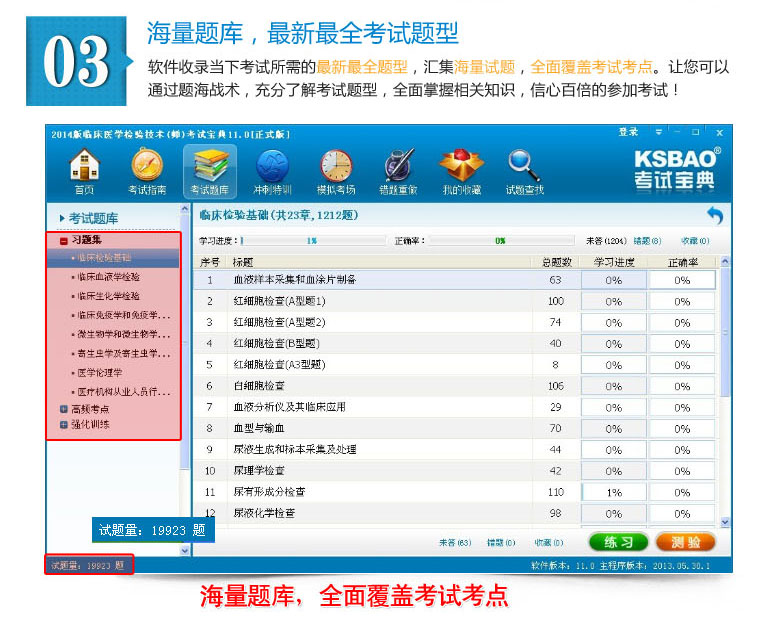 03
海量题库，最新最全考试题型
软件收录当下考试所需的最新最全题型，汇集海量试题，全面覆盖考试考点。让您可以
通过题海战术，充分了解考试题型，全面掌握相关知识，信心百倍的参加考试！
2014版临床医学检验技术(师)考试宝典11.0[正式版]
登录
首页 考试指南 考试题库 冲刺特训 模拟考场 错题重做 我的收藏 试题查找
KSBAO®
考试宝典
考试题库
习题集
临床检验基础
临床血液学检验
临床生化学检验
临床免疫学和免疫学...
微生物学和微生物学...
寄生虫学及寄生虫学...
医学伦理学
医疗机构从业人员行...
高频考点
强化训练
临床检验基础(共23章,1212题)
学习进度: 1% 正确率: 0% 未答(1204) 错题(8) 收藏(0)
序号 标题 总题数 学习进度 正确率
1 血液样本采集和血涂片制备 63 0% 0%
2 红细胞检查(A型题1) 100 0% 0%
3 红细胞检查(A型题2) 74 0% 0%
4 红细胞检查(B型题) 40 0% 0%
5 红细胞检查(A3型题) 8 0% 0%
6 白细胞检查 106 0% 0%
7 血液分析仪及其临床应用 29 0% 0%
8 血型与输血 70 0% 0%
9 尿液生成和标本采集及处理 44 0% 0%
10 尿理学检查 42 0% 0%
11 尿有形成分检查 110 1% 0%
12 尿液化学检查 98 0% 0%
试题量: 19923 题
未答(63) 错题(0) 收藏(0) 练习 测验
试题量: 19923 题
软件版本: 11.0 主程序版本: 2013.05.30.1
海量题库，全面覆盖考试考点